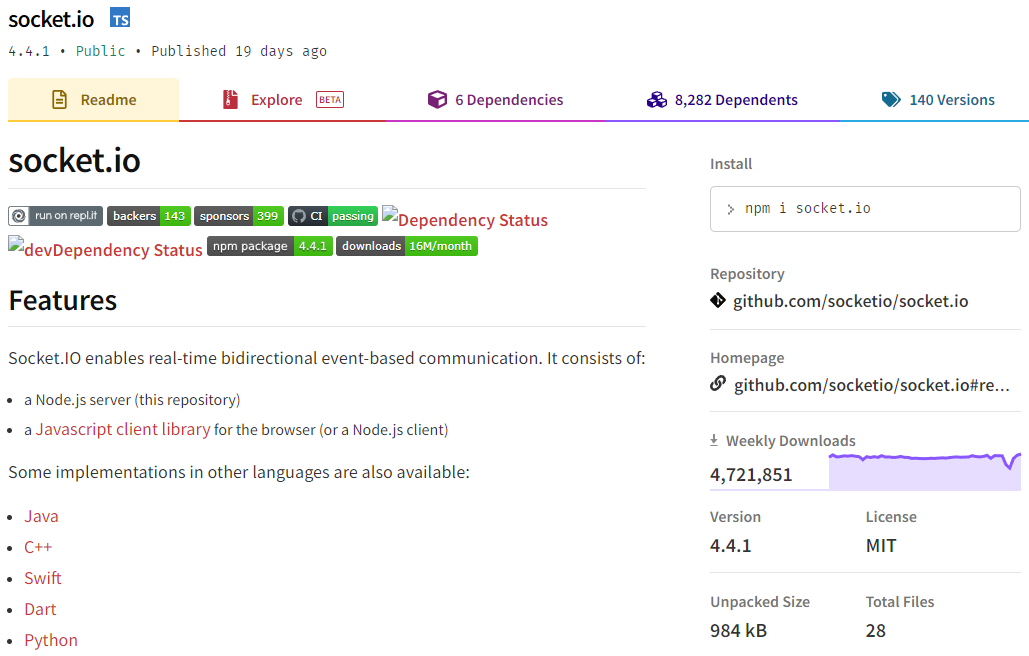 socket.io TS
4.4.1 • Public • Published 19 days ago
Readme
Explore BETA
6 Dependencies
8,282 Dependents
140 Versions
socket.io
run on repl.it backers 143 sponsors 399 CI passing Dependency Status
devDependency Status npm package 4.4.1 downloads 16M/month
Features
Socket.IO enables real-time bidirectional event-based communication. It consists of:
• a Node.js server (this repository)
• a Javascript client library for the browser (or a Node.js client)
Some implementations in other languages are also available:
• Java
• C++
• Swift
• Dart
• Python
Install
> npm i socket.io
Repository
github.com/socketio/socket.io
Homepage
github.com/socketio/socket.io#re...
Weekly Downloads
4,721,851
Version License
4.4.1 MIT
Unpacked Size Total Files
984 kB 28